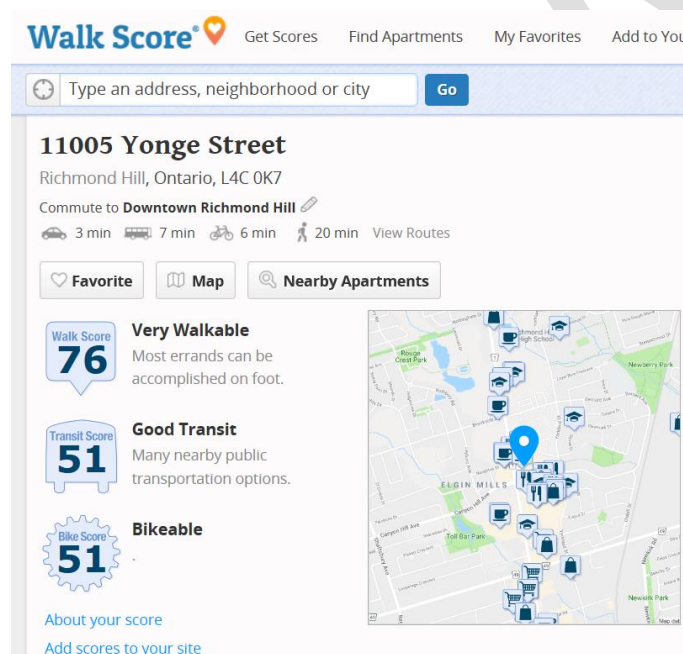 Walk Score®
Get Scores Find Apartments My Favorites Add to You
Type an address, neighborhood or city Go
11005 Yonge Street
Richmond Hill, Ontario, L4C 0K7
Commute to Downtown Richmond Hill
3 min 7 min 6 min 20 min View Routes
Favorite Map Nearby Apartments
Walk Score
76
Very Walkable
Most errands can be
accomplished on foot.
Transit Score
51
Good Transit
Many nearby public
transportation options.
Bike Score
51
Bikeable
.
About your score
Add scores to your site
High School
Rouge
Crest Park
Newberry Park
ELGIN MILLS
Toll Bar Park
Newkirk Park
Map dat